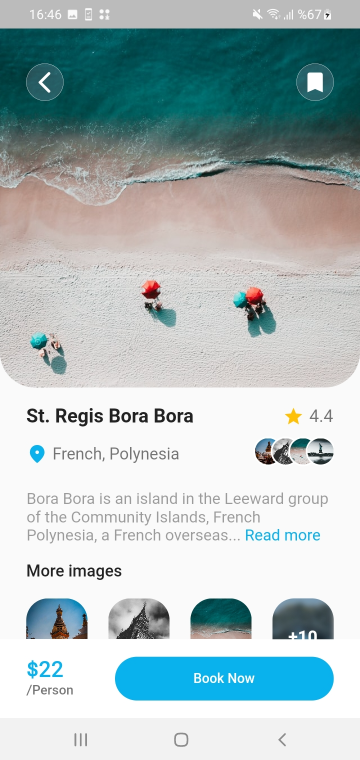 16:46
%67
St. Regis Bora Bora
4.4
French, Polynesia
Bora Bora is an island in the Leeward group
of the Community Islands, French
Polynesia, a French overseas... Read more
More images
+10
$22
/Person
Book Now